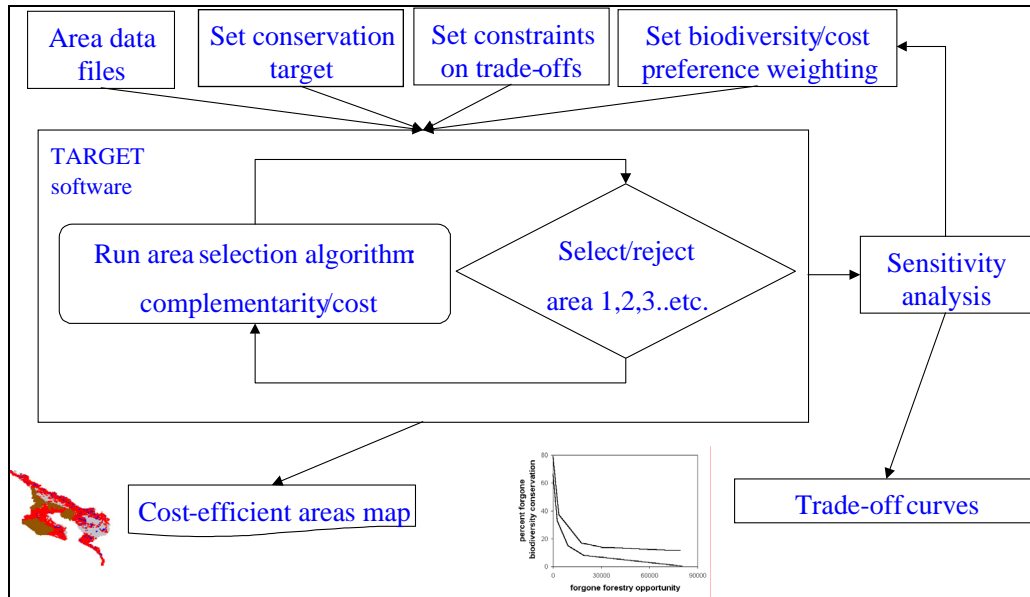 Area data
files
Set conservation
target
Set constraints
on trade-offs
Set biodiversity/cost
preference weighting
TARGET
software
Run area selection algorithm:
complementarity/cost
Select/reject
area 1,2,3..etc.
Sensitivity
analysis
Cost-efficient areas map
percent forgone
biodiversity conservation
80
60
40
20
0
0 30000 60000 90000
forgone forestry opportunity
Trade-off curves